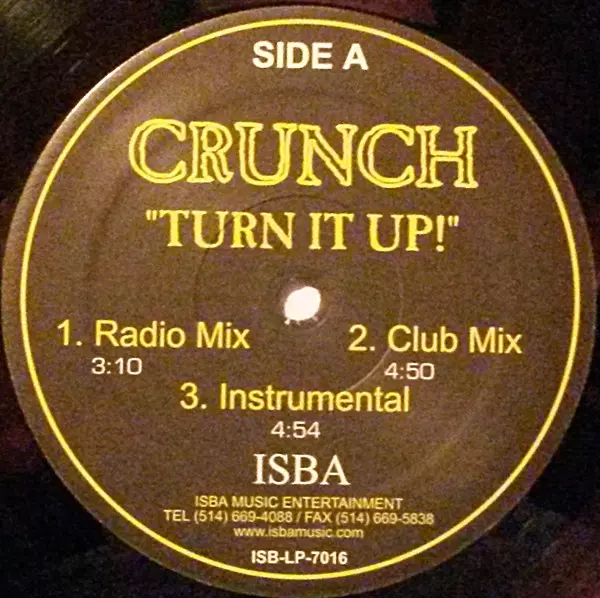 SIDE A
CRUNCH
"TURN IT UP!"
1. Radio Mix
3:10
2. Club Mix
4:50
3. Instrumental
4:54
ISBA
ISBA MUSIC ENTERTAINMENT
TEL (514) 669-4088 / FAX (514) 669-5838
www.isbamusic.com
ISB-LP-7016